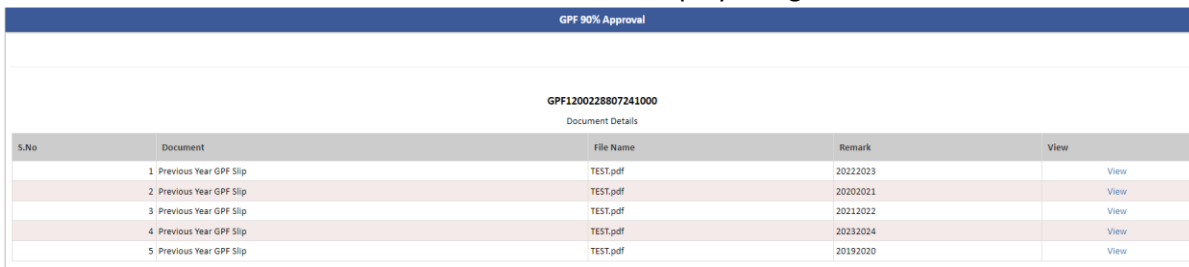 GPF 90% Approval
GPF1200228807241000
Document Details
S.No Document File Name Remark View
1 Previous Year GPF Slip TEST.pdf 20222023 View
2 Previous Year GPF Slip TEST.pdf 20202021 View
3 Previous Year GPF Slip TEST.pdf 20212022 View
4 Previous Year GPF Slip TEST.pdf 20232024 View
5 Previous Year GPF Slip TEST.pdf 20192020 View